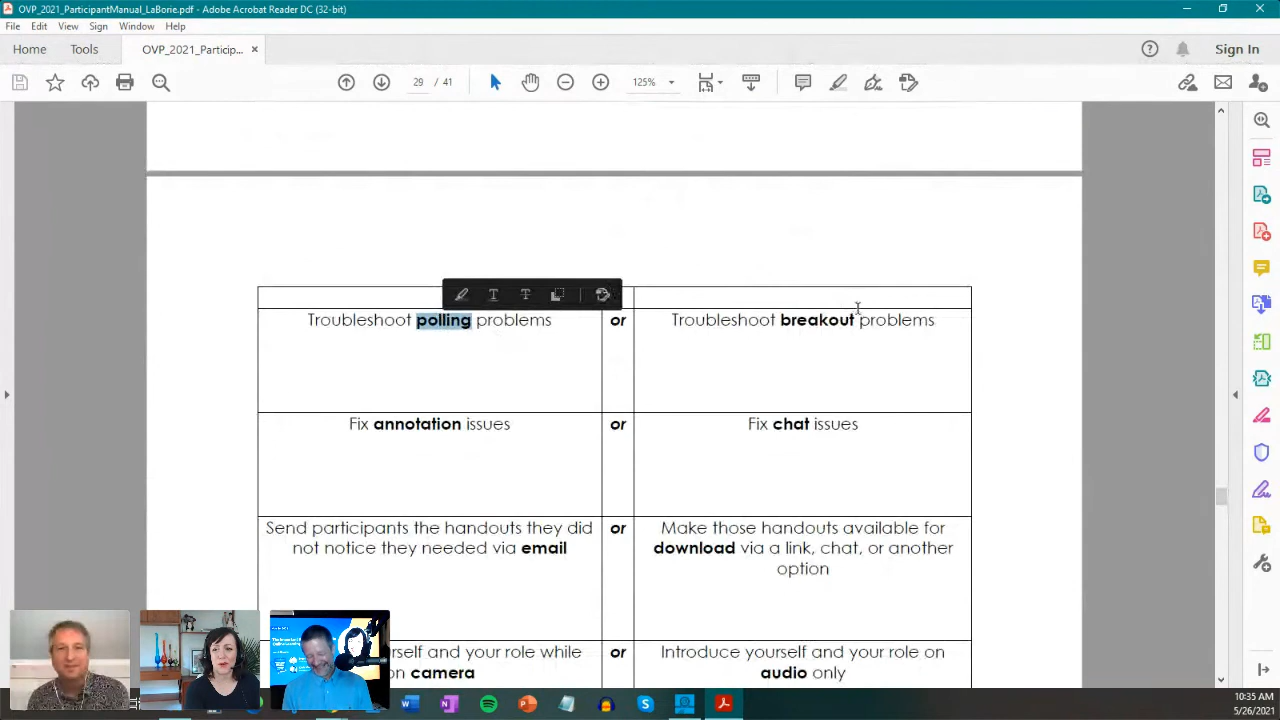 OVP_2021_ParticipantManual_LaBorie.pdf - Adobe Acrobat Reader DC (32-bit)
File Edit View Sign Window Help
Home Tools OVP_2021_Particip... × Sign In
29 / 41 125%
Troubleshoot polling problems or Troubleshoot breakout problems
Fix annotation issues or Fix chat issues
Send participants the handouts they did or Make those handouts available for
not notice they needed via email download via a link, chat, or another
option
rself and your role while or Introduce yourself and your role on
on camera audio only
10:35 AM
5/26/2021